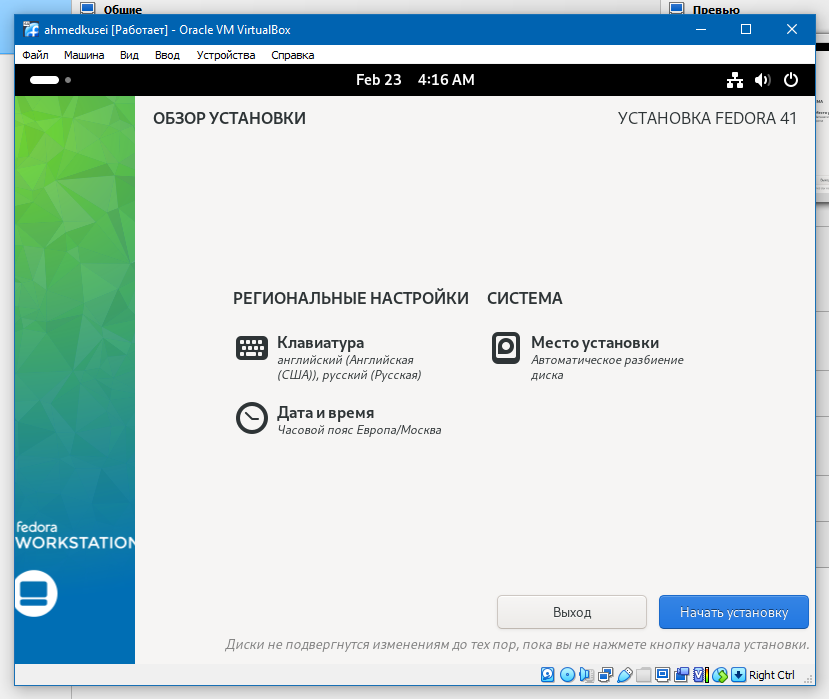 Общие
Превью
ahmedkusei [Работает] - Oracle VM VirtualBox
Файл Машина Вид Ввод Устройства Справка
Feb 23 4:16 AM
ОБЗОР УСТАНОВКИ
УСТАНОВКА FEDORA 41
РЕГИОНАЛЬНЫЕ НАСТРОЙКИ
СИСТЕМА
Клавиатура
английский (Английская
(США)), русский (Русская)
Место установки
Автоматическое разбиение
диска
Дата и время
Часовой пояс Европа/Москва
fedora
WORKSTATION
Выход
Начать установку
Диски не подвергнутся изменениям до тех пор, пока вы не нажмете кнопку начала установки.
Right Ctrl